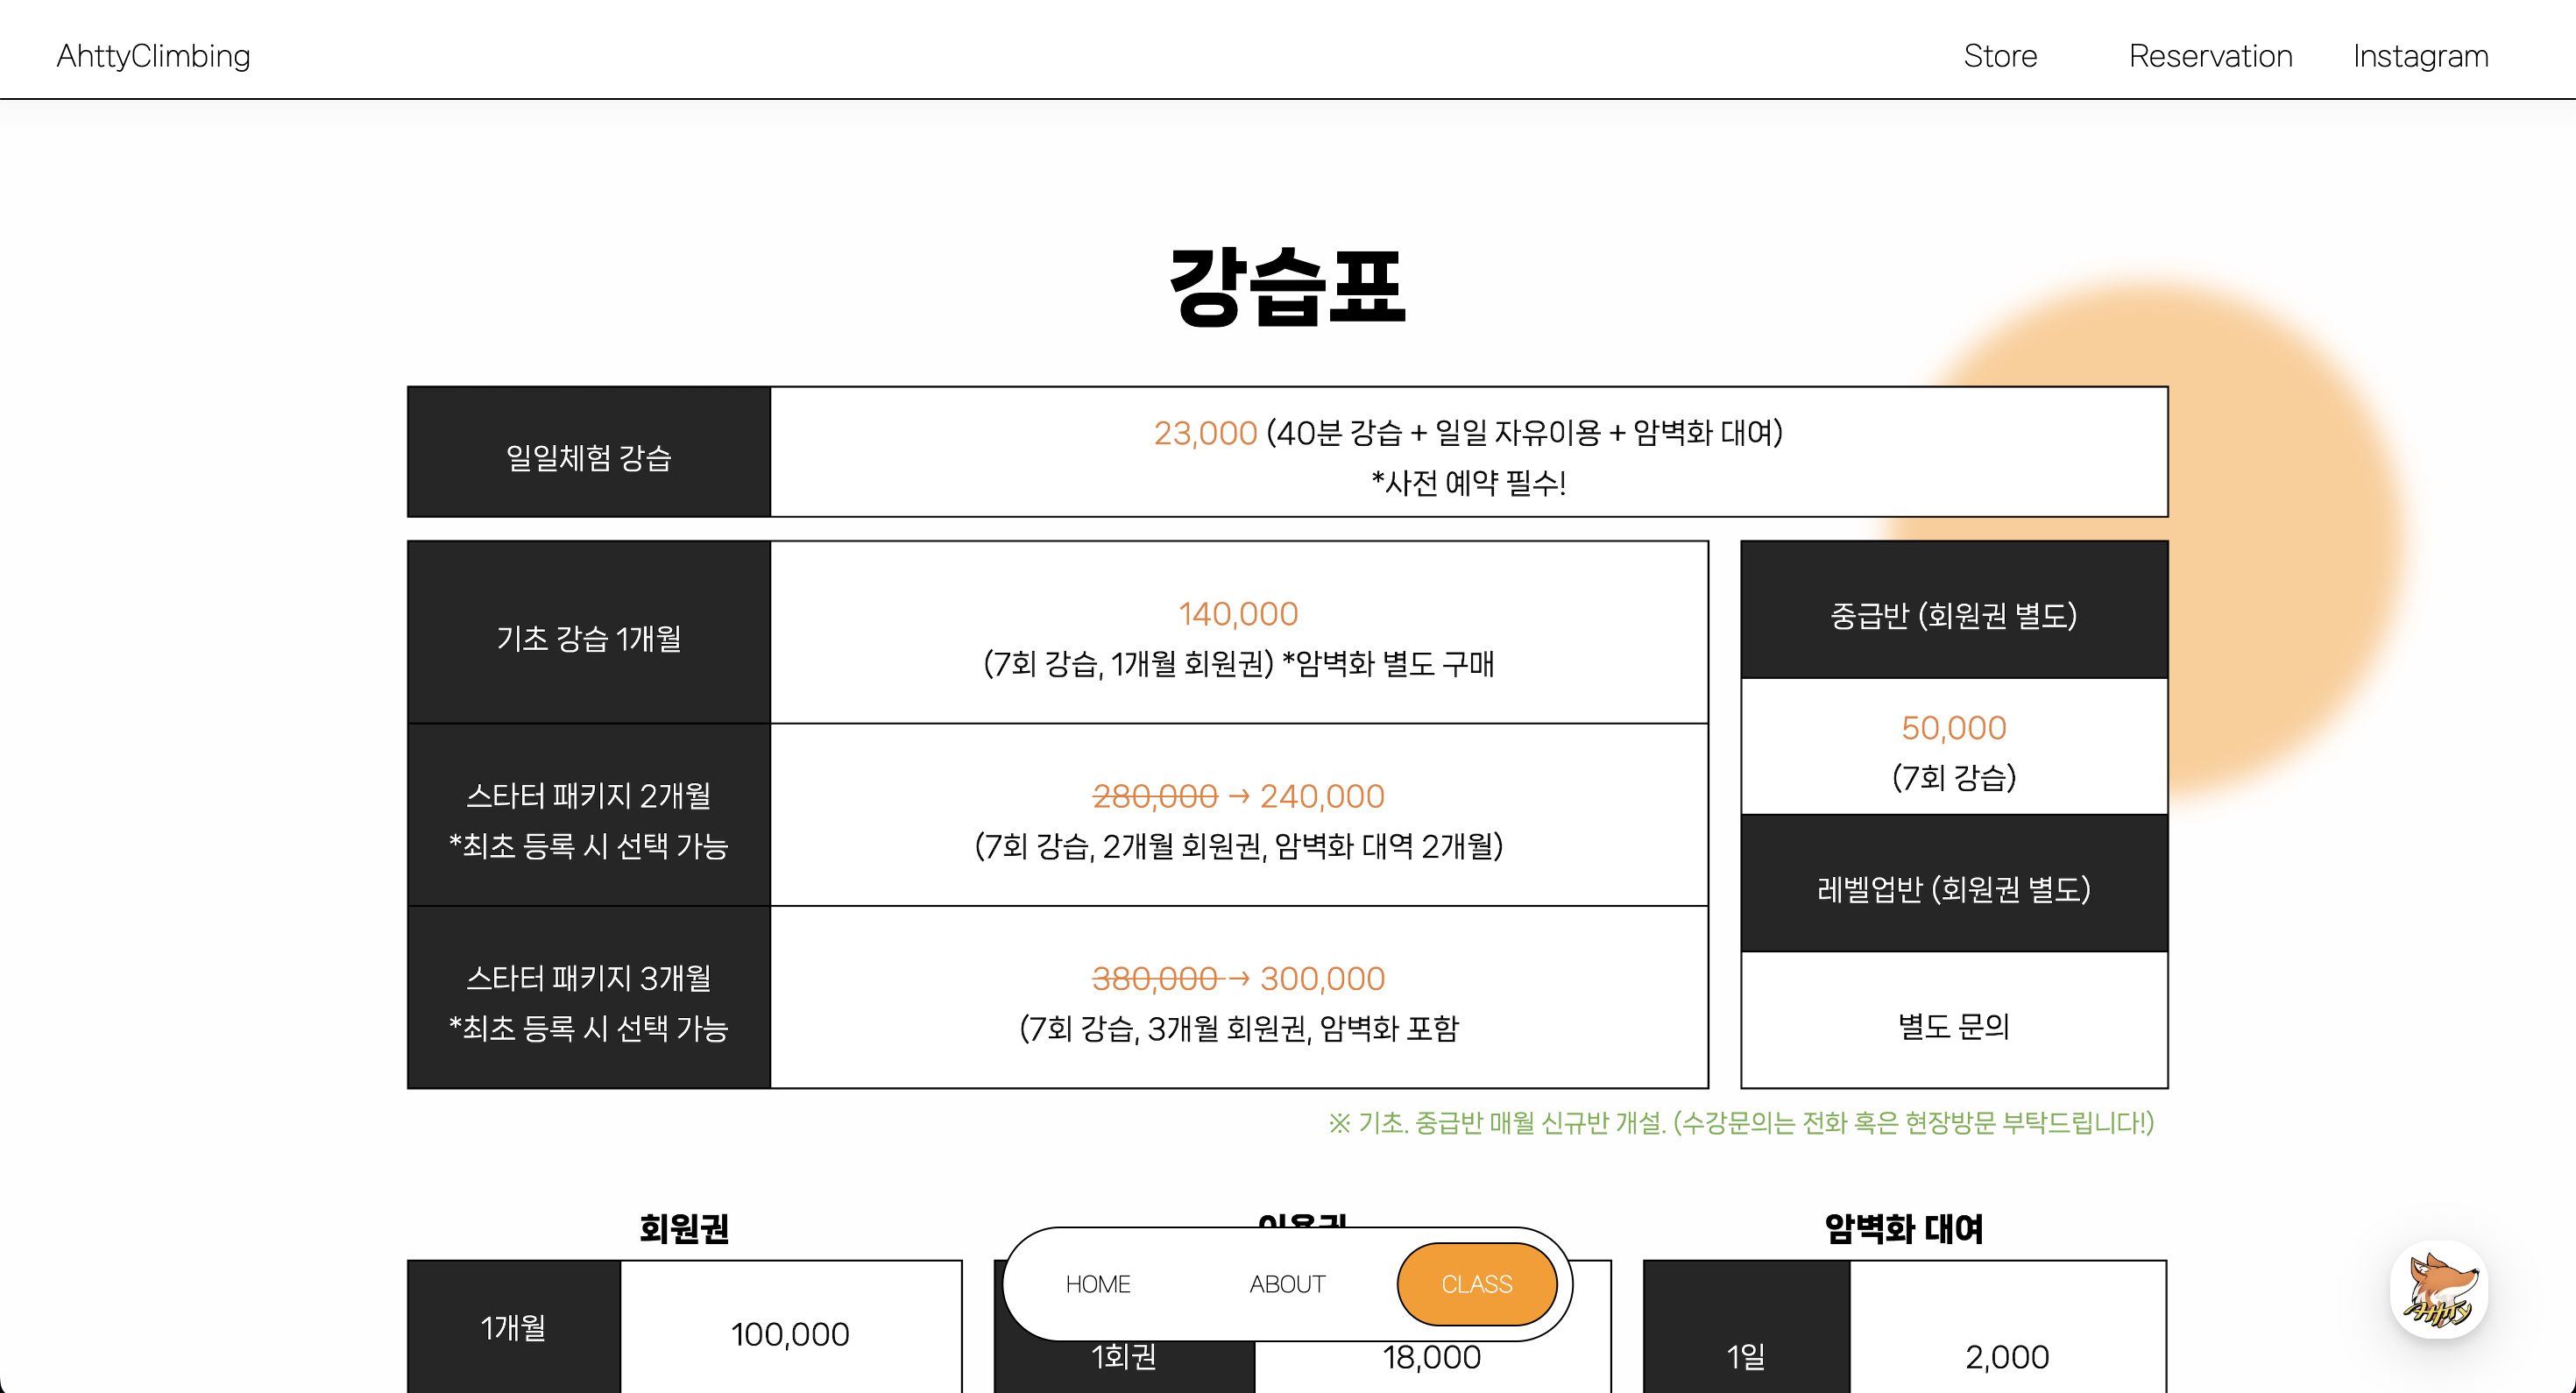 AhttyClimbing
Store
Reservation
Instagram
강습표
일일체험 강습
23,000 (40분 강습 + 일일 자유이용 + 암벽화 대여)
*사전 예약 필수!
기초 강습 1개월
140,000
(7회 강습, 1개월 회원권) *암벽화 별도 구매
스타터 패키지 2개월
*최초 등록 시 선택 가능
280,000 → 240,000
(7회 강습, 2개월 회원권, 암벽화 대역 2개월)
스타터 패키지 3개월
*최초 등록 시 선택 가능
380,000 → 300,000
(7회 강습, 3개월 회원권, 암벽화 포함
중급반 (회원권 별도)
50,000
(7회 강습)
레벨업반 (회원권 별도)
별도 문의
※ 기초. 중급반 매월 신규반 개설. (수강문의는 전화 혹은 현장방문 부탁드립니다!)
회원권
1개월
100,000
이용권
1회권
18,000
암벽화 대여
1일
2,000
HOME
ABOUT
CLASS
Ahtty